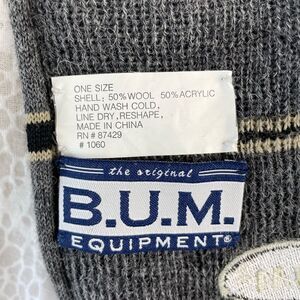 ONE SIZE
SHELL: 50% WOOL 50% ACRYLIC
HAND WASH COLD,
LINE DRY, RESHAPE,
MADE IN CHINA
RN # 87429
# 1060
the original
B.U.M.
EQUIPMENT®